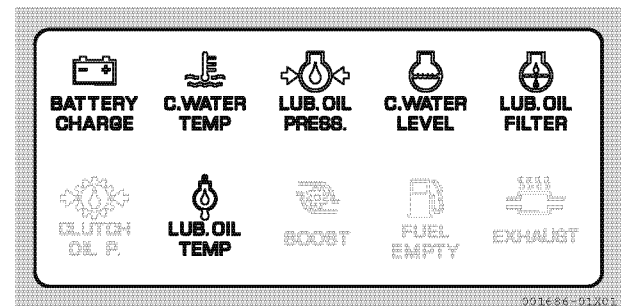 BATTERY
CHARGE
C.WATER
TEMP
LUB. OIL
PRESS.
C.WATER
LEVEL
LUB. OIL
FILTER
CLUTCH
OIL P.
LUB. OIL
TEMP
BOOST
FUEL
EMPTY
EXHAUST
001686-01X01